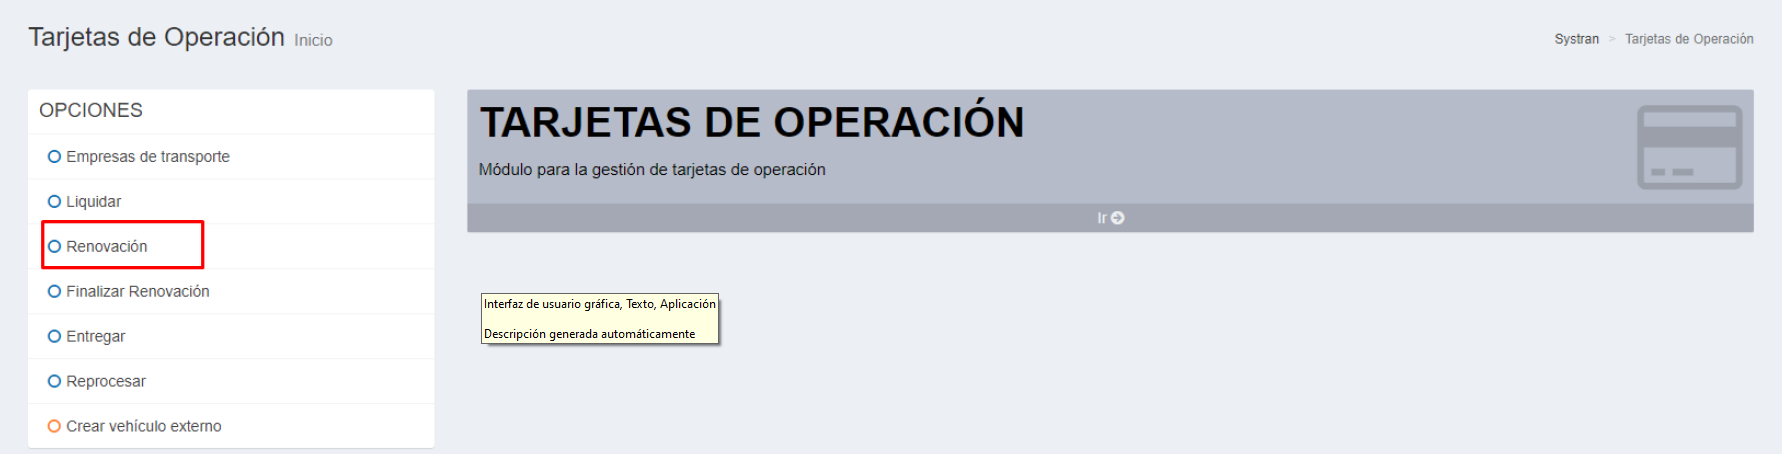 Tarjetas de Operación Inicio
Systran > Tarjetas de Operación
OPCIONES
Empresas de transporte
Liquidar
Renovación
Finalizar Renovación
Entregar
Reprocesar
Crear vehículo externo
TARJETAS DE OPERACIÓN
Módulo para la gestión de tarjetas de operación
Ir
Interfaz de usuario gráfica, Texto, Aplicación
Descripción generada automáticamente